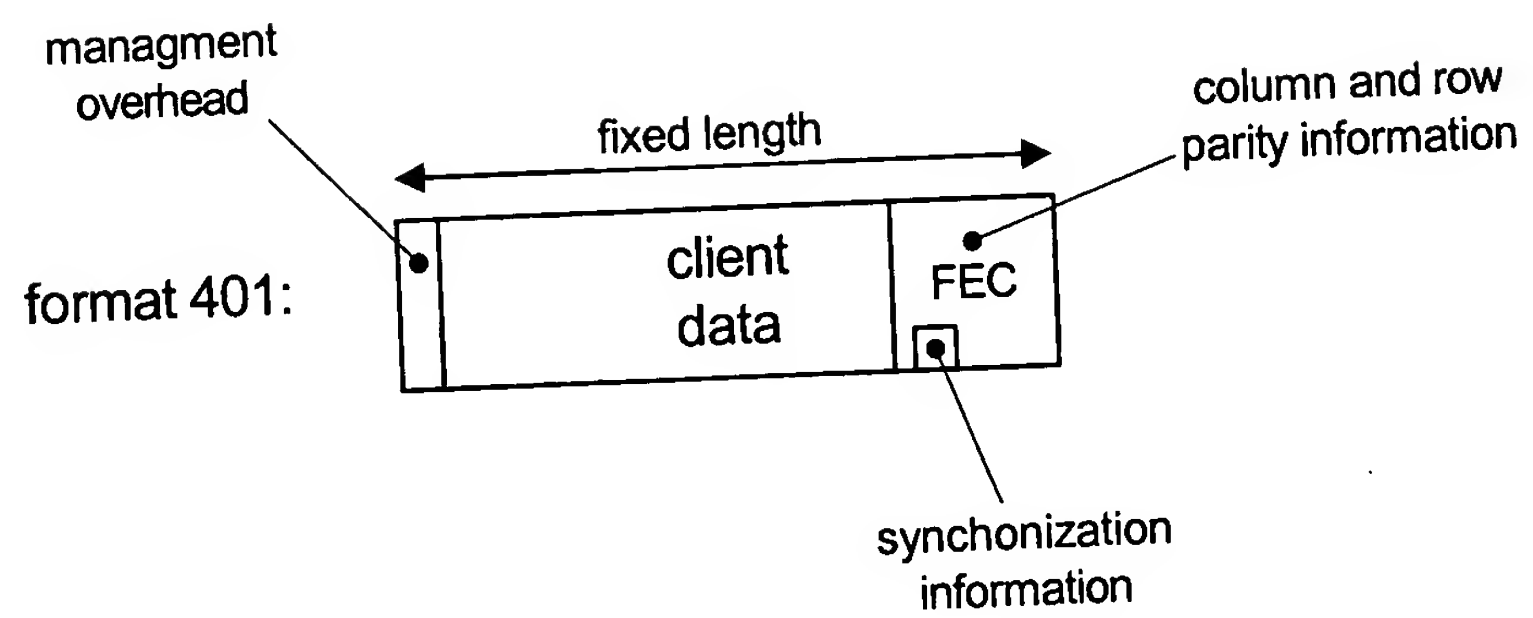 managment
overhead
fixed length
column and row
parity information
format 401:
client
data
FEC
synchonization
information